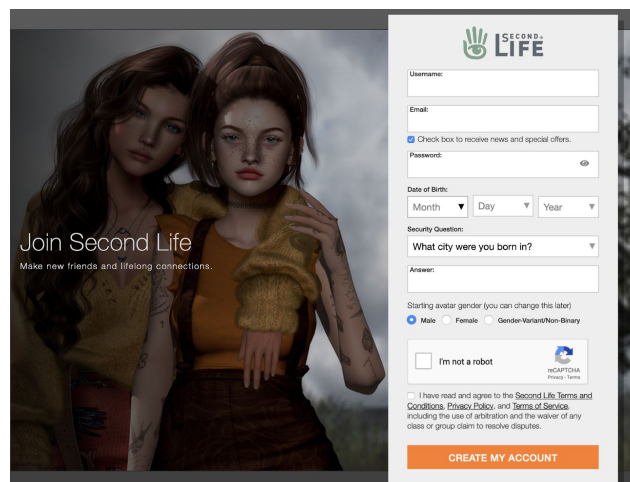 SECOND
LIFE
Username:
Email:
Check box to receive news and special offers.
Password:
Date of Birth:
Month Day Year
Security Question:
What city were you born in?
Answer:
Join Second Life
Make new friends and lifelong connections.
Starting avatar gender (you can change this later)
Male Female Gender-Variant/Non-Binary
I'm not a robot
reCAPTCHA
Privacy - Terms
I have read and agree to the Second Life Terms and
Conditions, Privacy Policy, and Terms of Service,
including the use of arbitration and the waiver of any
class or group claim to resolve disputes.
CREATE MY ACCOUNT